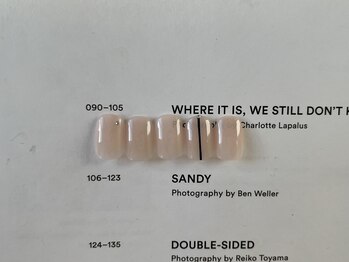 090–105 WHERE IT IS, WE STILL DON'T
Charlotte Lapalus
106–123 SANDY
Photography by Ben Weller
124–135 DOUBLE-SIDED
Photography by Reiko Toyama